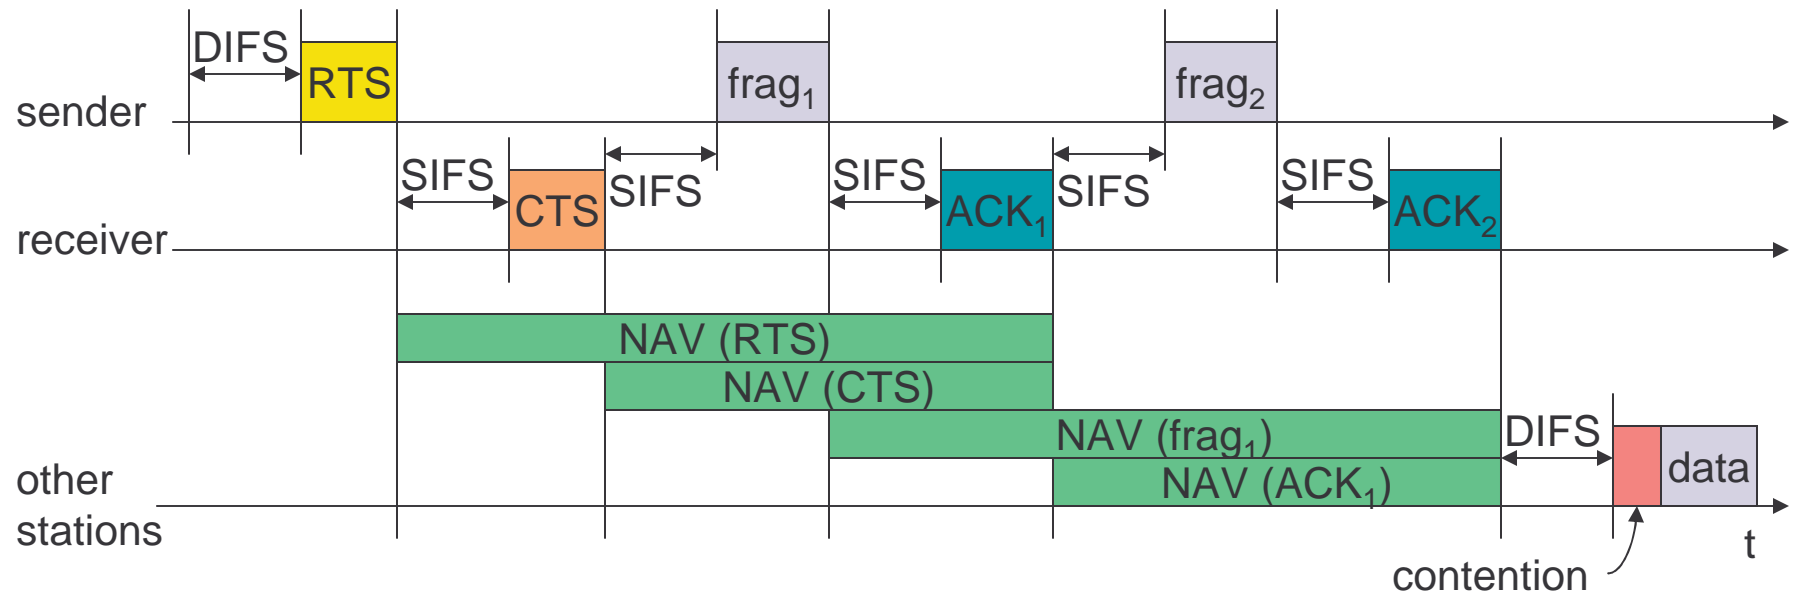 DIFS
RTS
frag₁
frag₂
sender
SIFS
CTS
SIFS
SIFS
ACK₁
SIFS
SIFS
ACK₂
receiver
NAV (RTS)
NAV (CTS)
NAV (frag₁)
DIFS
NAV (ACK₁)
data
other
stations
t
contention